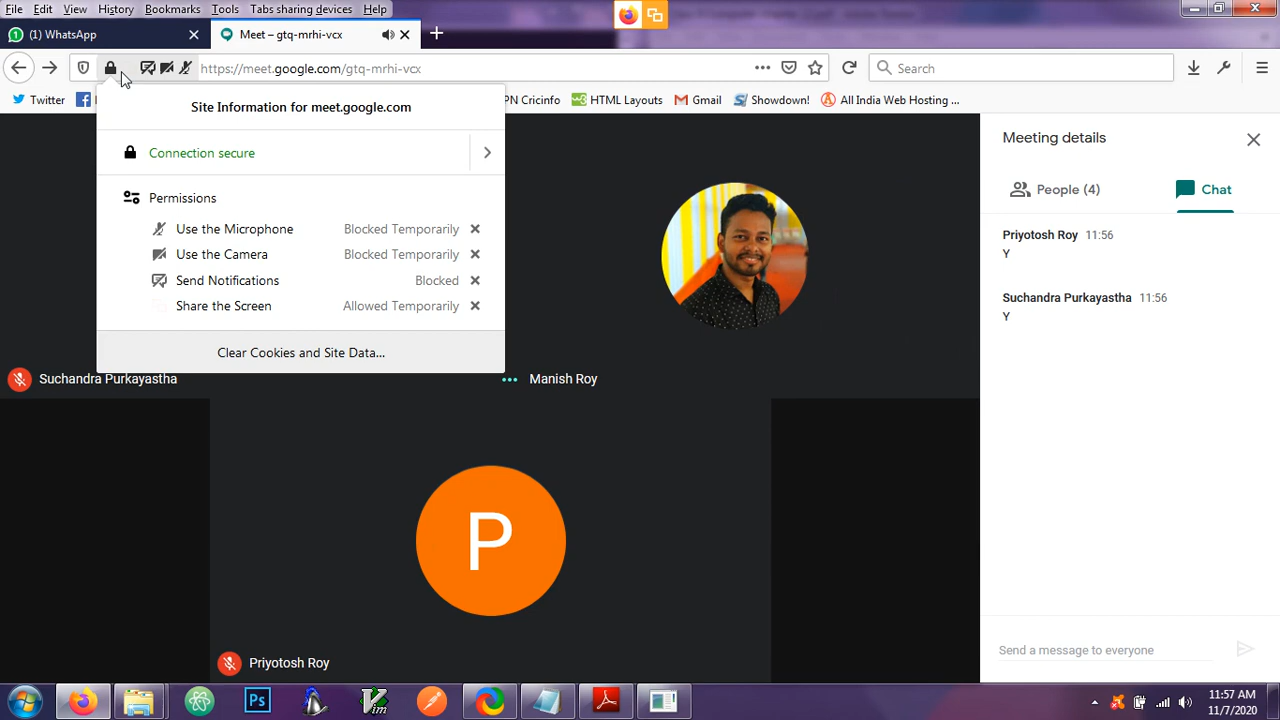 File Edit View History Bookmarks Tools Tabs sharing devices Help
(1) WhatsApp
Meet – gtq-mrhi-vcx
https://meet.google.com/gtq-mrhi-vcx
Search
Twitter
PN Cricinfo
HTML Layouts
Gmail
Showdown!
All India Web Hosting ...
Site Information for meet.google.com
Connection secure
Permissions
Use the Microphone Blocked Temporarily
Use the Camera Blocked Temporarily
Send Notifications Blocked
Share the Screen Allowed Temporarily
Clear Cookies and Site Data...
Suchandra Purkayastha
Manish Roy
P
Priyotosh Roy
Meeting details
People (4)
Chat
Priyotosh Roy 11:56
Y
Suchandra Purkayastha 11:56
Y
Send a message to everyone
Ps
11:57 AM
11/7/2020